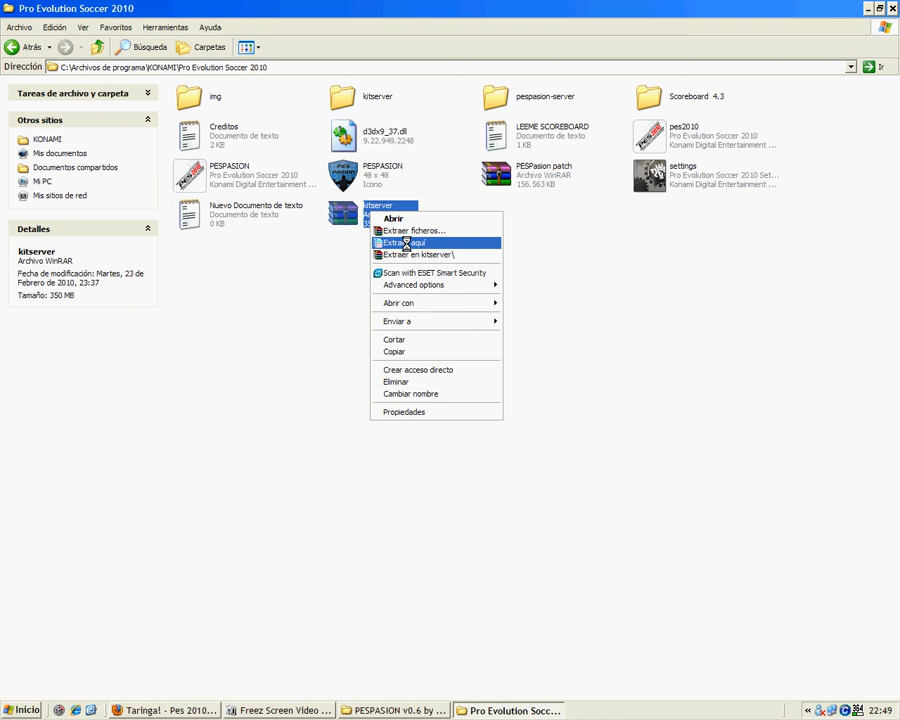 Pro Evolution Soccer 2010
Archivo Edición Ver Favoritos Herramientas Ayuda
Atrás Búsqueda Carpetas
Dirección C:\Archivos de programa\KONAMI\Pro Evolution Soccer 2010 Ir
Tareas de archivo y carpeta
Otros sitios
KONAMI
Mis documentos
Documentos compartidos
Mi PC
Mis sitios de red
Detalles
kitserver
Archivo WinRAR
Fecha de modificación: Martes, 23
de Febrero de 2010, 23:37
Tamaño: 350 MB
img
kitserver
pespasion-server
Scoreboard 4.3
Creditos
Documento de texto
2 KB
d3dx9_37.dll
9.22.949.2248
LEEME SCOREBOARD
Documento de texto
1 KB
pes2010
Pro Evolution Soccer 2010
Konami Digital Entertainment ...
PESPASION
Pro Evolution Soccer 2010
Konami Digital Entertainment ...
PESPASION
48 x 48
Icono
PESPasion patch
Archivo WinRAR
156.563 KB
settings
Pro Evolution Soccer 2010 Set...
Konami Digital Entertainment ...
Nuevo Documento de texto
Documento de texto
0 KB
kitserver
Abrir
Extraer ficheros...
Extraer aquí
Extraer en kitserver\
Scan with ESET Smart Security
Advanced options
Abrir con
Enviar a
Cortar
Copiar
Crear acceso directo
Eliminar
Cambiar nombre
Propiedades
Inicio
Taringa! - Pes 2010...
Freez Screen Video ...
PESPASION v0.6 by ...
Pro Evolution Socc...
22:49